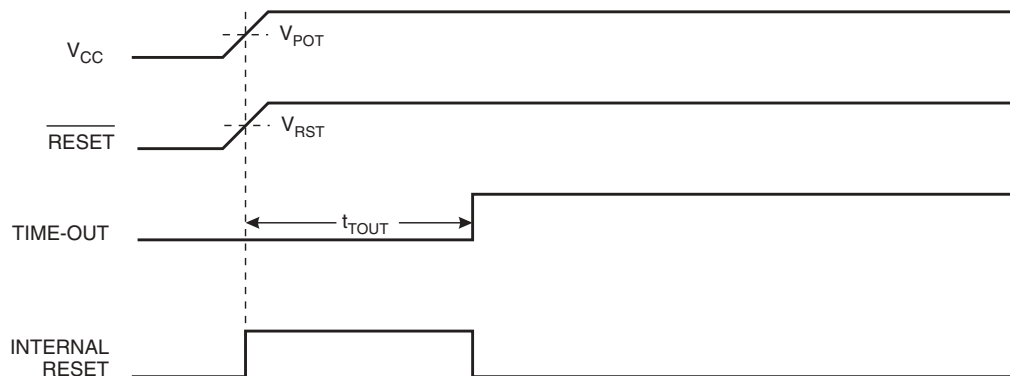 V_CC
V_POT
RESET
V_RST
TIME-OUT
t_TOUT
INTERNAL
RESET